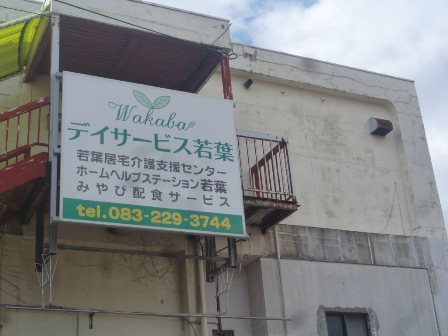 Wakaba
デイサービス若葉
若葉居宅介護支援センター
ホームヘルプステーション若葉
みやび配食サービス
tel.083-229-3744